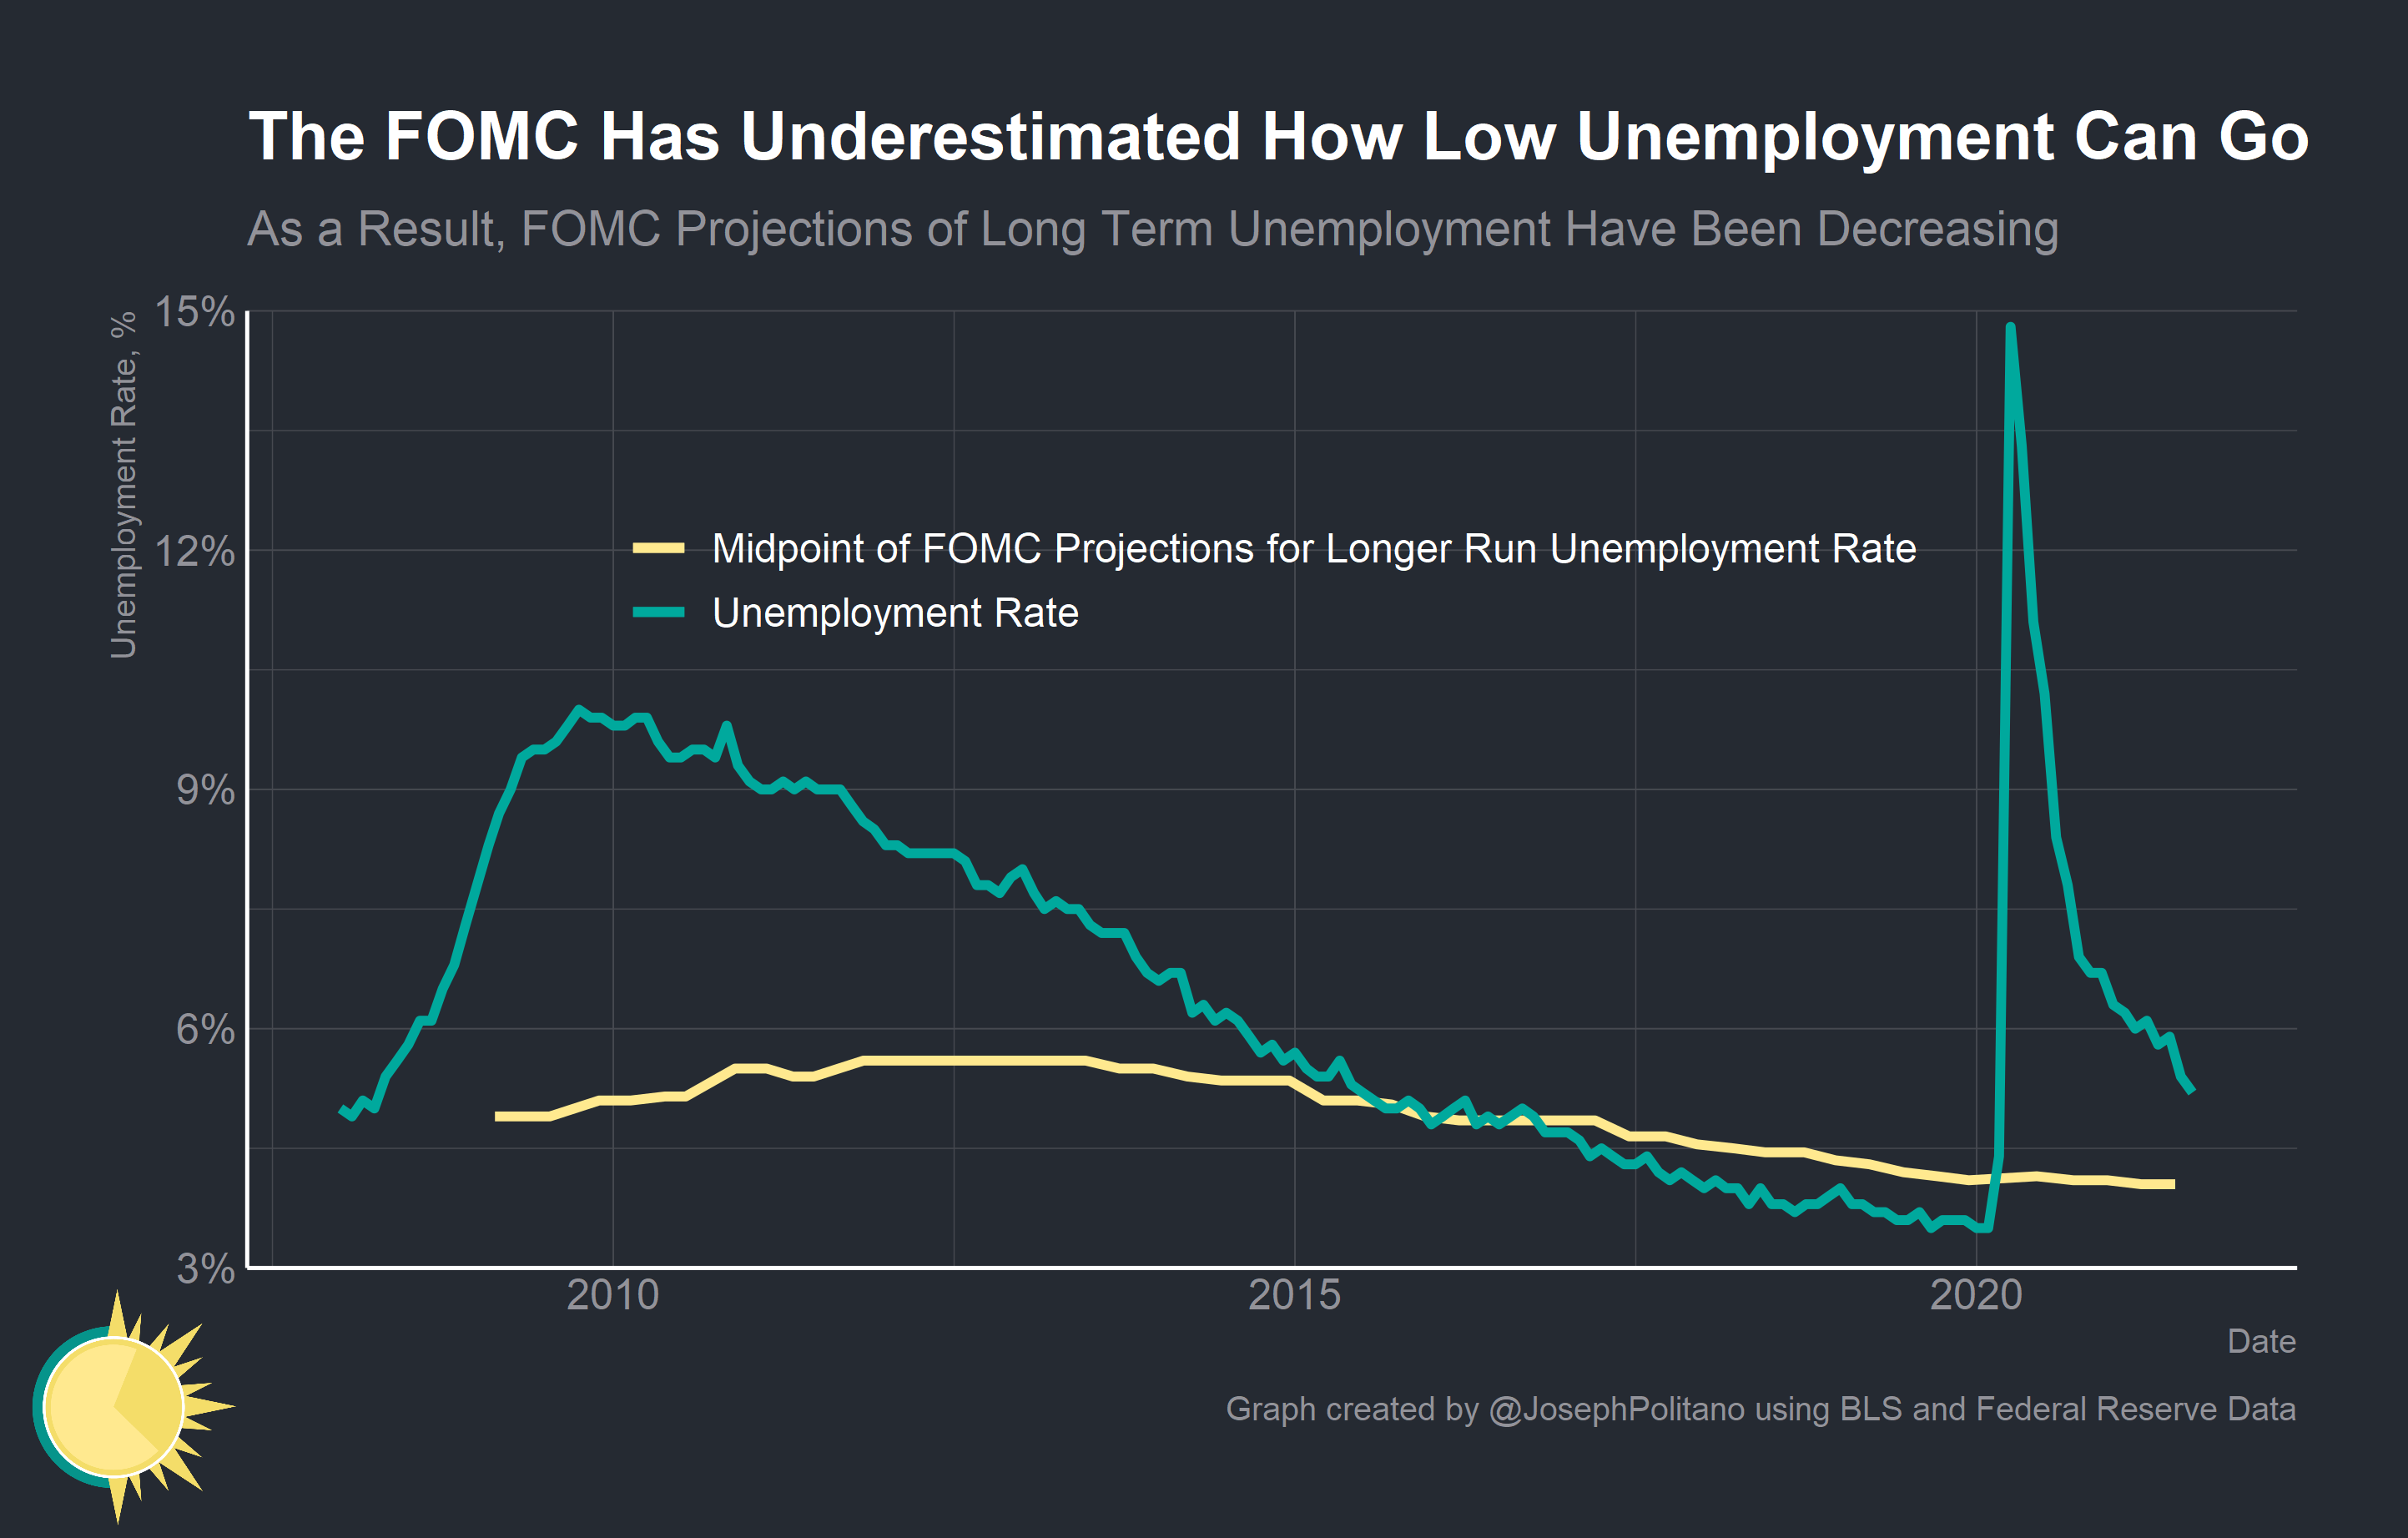 The FOMC Has Underestimated How Low Unemployment Can Go
As a Result, FOMC Projections of Long Term Unemployment Have Been Decreasing
Unemployment Rate, %
15%
12%
9%
6%
3%
Midpoint of FOMC Projections for Longer Run Unemployment Rate
Unemployment Rate
2010
2015
2020
Date
Graph created by @JosephPolitano using BLS and Federal Reserve Data